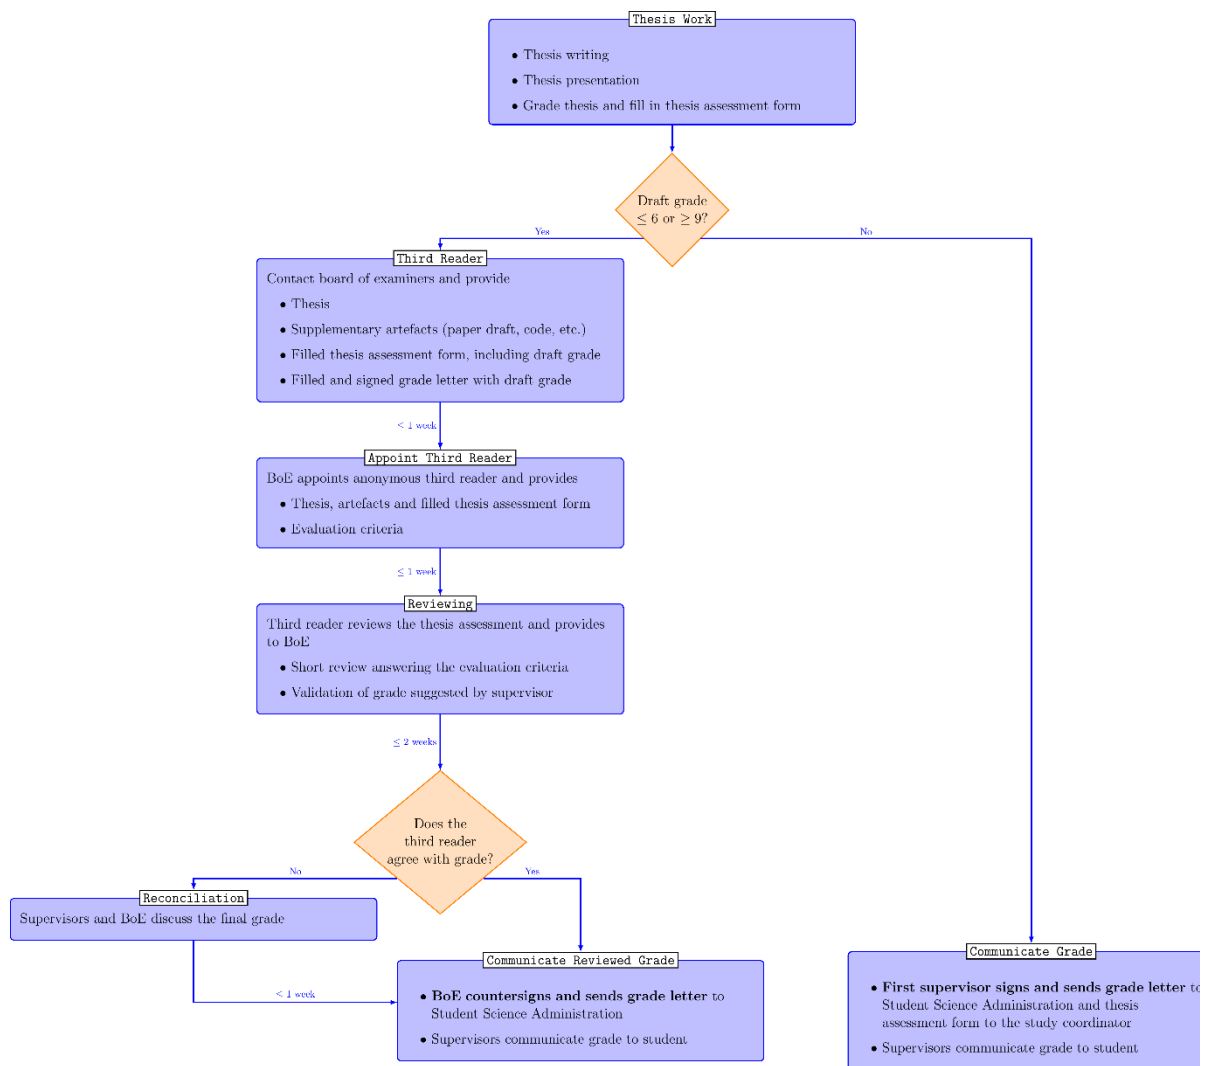 Thesis Work
• Thesis writing
• Thesis presentation
• Grade thesis and fill in thesis assessment form
Draft grade
≤ 6 or ≥ 9?
Yes
No
Third Reader
Contact board of examiners and provide
• Thesis
• Supplementary artefacts (paper draft, code, etc.)
• Filled thesis assessment form, including draft grade
• Filled and signed grade letter with draft grade
≤ 1 week
Appoint Third Reader
BoE appoints anonymous third reader and provides
• Thesis, artefacts and filled thesis assessment form
• Evaluation criteria
≤ 1 week
Reviewing
Third reader reviews the thesis assessment and provides
to BoE
• Short review answering the evaluation criteria
• Validation of grade suggested by supervisor
≤ 2 weeks
Does the
third reader
agree with grade?
No
Yes
Reconciliation
Supervisors and BoE discuss the final grade
≤ 1 week
Communicate Reviewed Grade
• BoE countersigns and sends grade letter to
Student Science Administration
• Supervisors communicate grade to student
Communicate Grade
• First supervisor signs and sends grade letter to
Student Science Administration and thesis
assessment form to the study coordinator
• Supervisors communicate grade to student